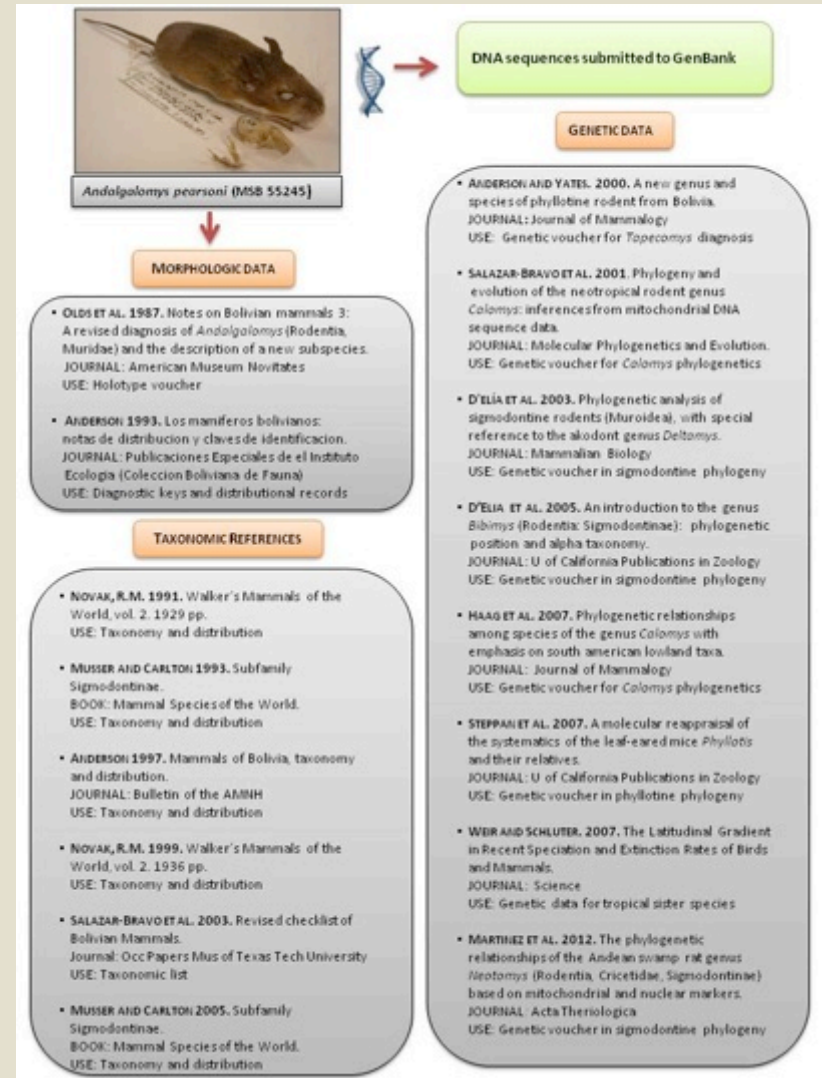 DNA sequences submitted to GenBank
GENETIC DATA
Andalgalomys pearsoni (MSB 55245)
MORPHOLOGIC DATA
• OLDS ET AL. 1987. Notes on Bolivian mammals 3:
A revised diagnosis of Andalgalomys (Rodentia,
Muridae) and the description of a new subspecies.
JOURNAL: American Museum Novitates
USE: Holotype voucher
• ANDERSON 1993. Los mamiferos bolivianos:
notas de distribucion y claves de identificacion.
JOURNAL: Publicaciones Especiales de el Instituto
Ecologia (Coleccion Boliviana de Fauna)
USE: Diagnostic keys and distributional records
TAXONOMIC REFERENCES
• NOVAK, R.M. 1991. Walker's Mammals of the
World, vol. 2. 1929 pp.
USE: Taxonomy and distribution
• MUSSER AND CARLTON 1993. Subfamily
Sigmodontinae.
BOOK: Mammal Species of the World.
USE: Taxonomy and distribution
• ANDERSON 1997. Mammals of Bolivia, taxonomy
and distribution.
JOURNAL: Bulletin of the AMNH
USE: Taxonomy and distribution
• NOVAK, R.M. 1999. Walker's Mammals of the
World, vol. 2. 1936 pp.
USE: Taxonomy and distribution
• SALAZAR-BRAVO ET AL. 2003. Revised checklist of
Bolivian Mammals.
Journal: Occ Papers Mus of Texas Tech University
USE: Taxonomic list
• MUSSER AND CARLTON 2005. Subfamily
Sigmodontinae.
BOOK: Mammal Species of the World.
USE: Taxonomy and distribution
• ANDERSON AND YATES. 2000. A new genus and
species of phyllotine rodent from Bolivia.
JOURNAL: Journal of Mammalogy
USE: Genetic voucher for Tapecomys diagnosis
• SALAZAR-BRAVO ET AL. 2001. Phylogeny and
evolution of the neotropical rodent genus
Calomys: inferences from mitochondrial DNA
sequence data.
JOURNAL: Molecular Phylogenetics and Evolution.
USE: Genetic voucher for Calomys phylogenetics
• D'ELÍA ET AL. 2003. Phylogenetic analysis of
sigmodontine rodents (Muroidea), with special
reference to the akodont genus Deltamys.
JOURNAL: Mammalian Biology
USE: Genetic voucher in sigmodontine phylogeny
• D'ELIA ET AL. 2005. An introduction to the genus
Bibimys (Rodentia: Sigmodontinae): phylogenetic
position and alpha taxonomy.
JOURNAL: U of California Publications in Zoology
USE: Genetic voucher in sigmodontine phylogeny
• HAAG ET AL. 2007. Phylogenetic relationships
among species of the genus Calomys with
emphasis on south american lowland taxa.
JOURNAL: Journal of Mammalogy
USE: Genetic voucher for Calomys phylogenetics
• STEPPAN ET AL. 2007. A molecular reappraisal of
the systematics of the leaf-eared mice Phyllotis
and their relatives.
JOURNAL: U of California Publications in Zoology
USE: Genetic voucher in phyllotine phylogeny
• WEIR AND SCHLUTER. 2007. The Latitudinal Gradient
in Recent Speciation and Extinction Rates of Birds
and Mammals.
JOURNAL: Science
USE: Genetic data for tropical sister species
• MARTINEZ ET AL. 2012. The phylogenetic
relationships of the Andean swamp rat genus
Neotomys (Rodentia, Cricetidae, Sigmodontinae)
based on mitochondrial and nuclear markers.
JOURNAL: Acta Theriologica
USE: Genetic voucher in sigmodontine phylogeny